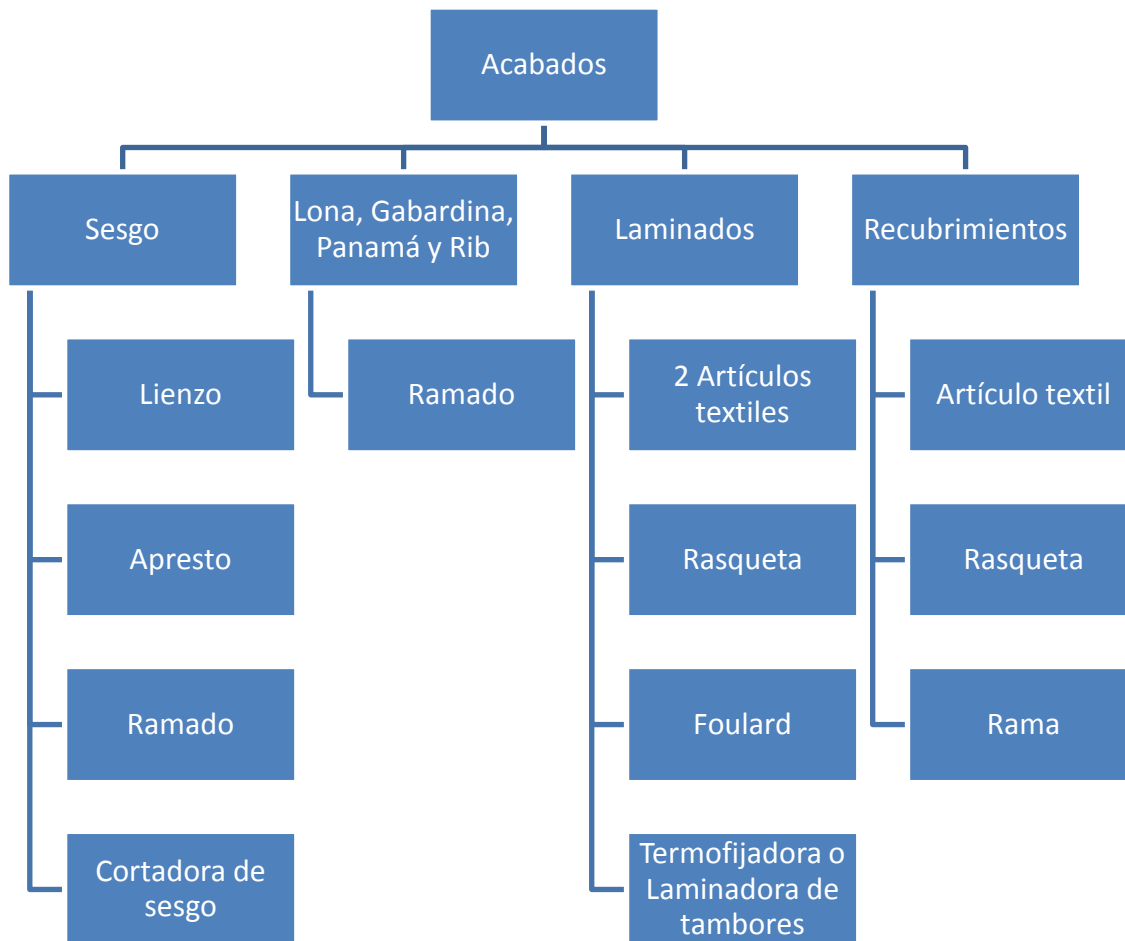 Acabados
Sesgo
Lona, Gabardina,
Panamá y Rib
Laminados
Recubrimientos
Lienzo
Ramado
2 Artículos
textiles
Artículo textil
Apresto
Rasqueta
Rasqueta
Ramado
Foulard
Rama
Cortadora de
sesgo
Termofijadora o
Laminadora de
tambores